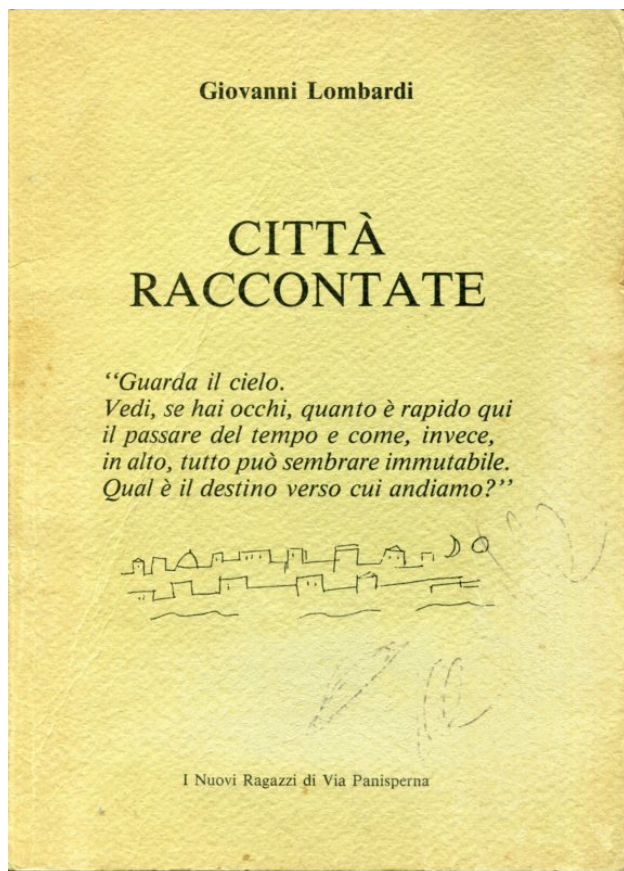 Giovanni Lombardi
CITTÀ
RACCONTATE
“Guarda il cielo.
Vedi, se hai occhi, quanto è rapido qui
il passare del tempo e come, invece,
in alto, tutto può sembrare immutabile.
Qual è il destino verso cui andiamo?”
I Nuovi Ragazzi di Via Panisperna